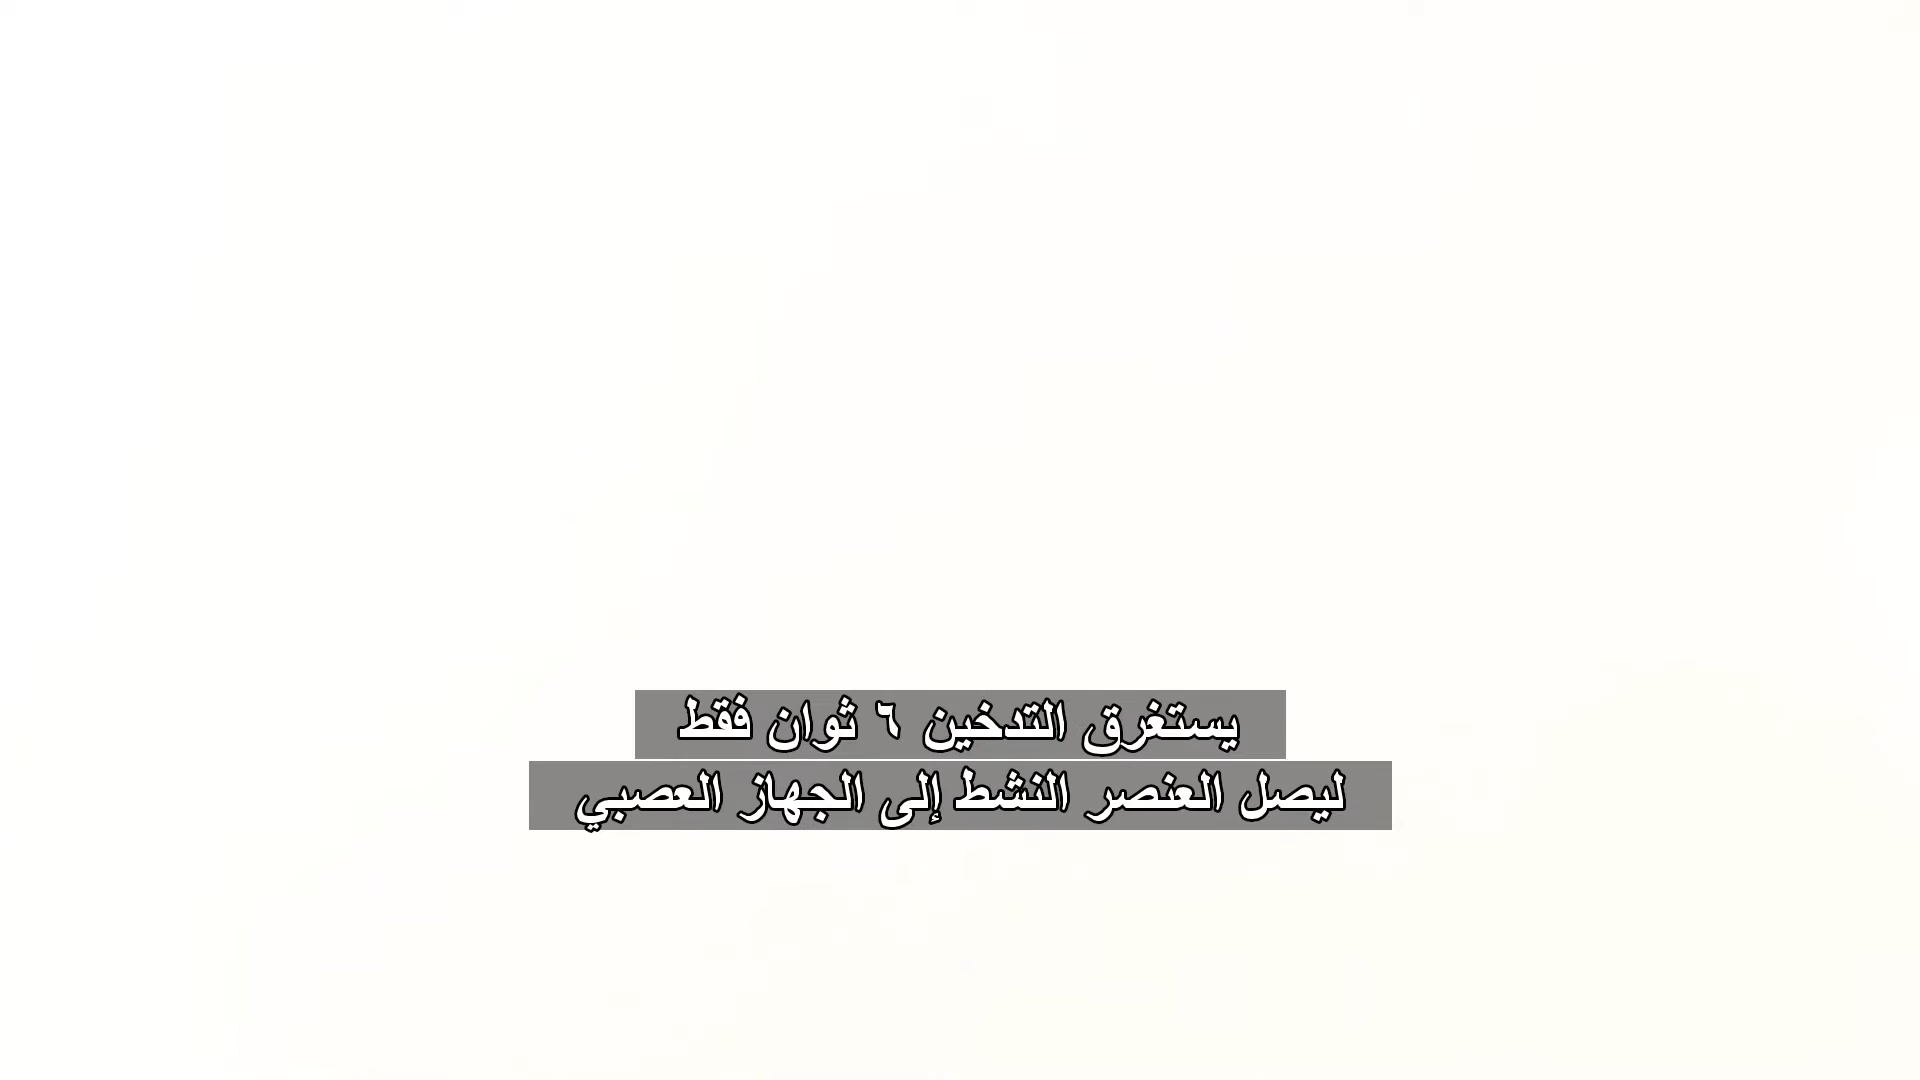 يستغرق التدخين ٦ ثوان فقط
ليصل العنصر النشط إلى الجهاز العصبي